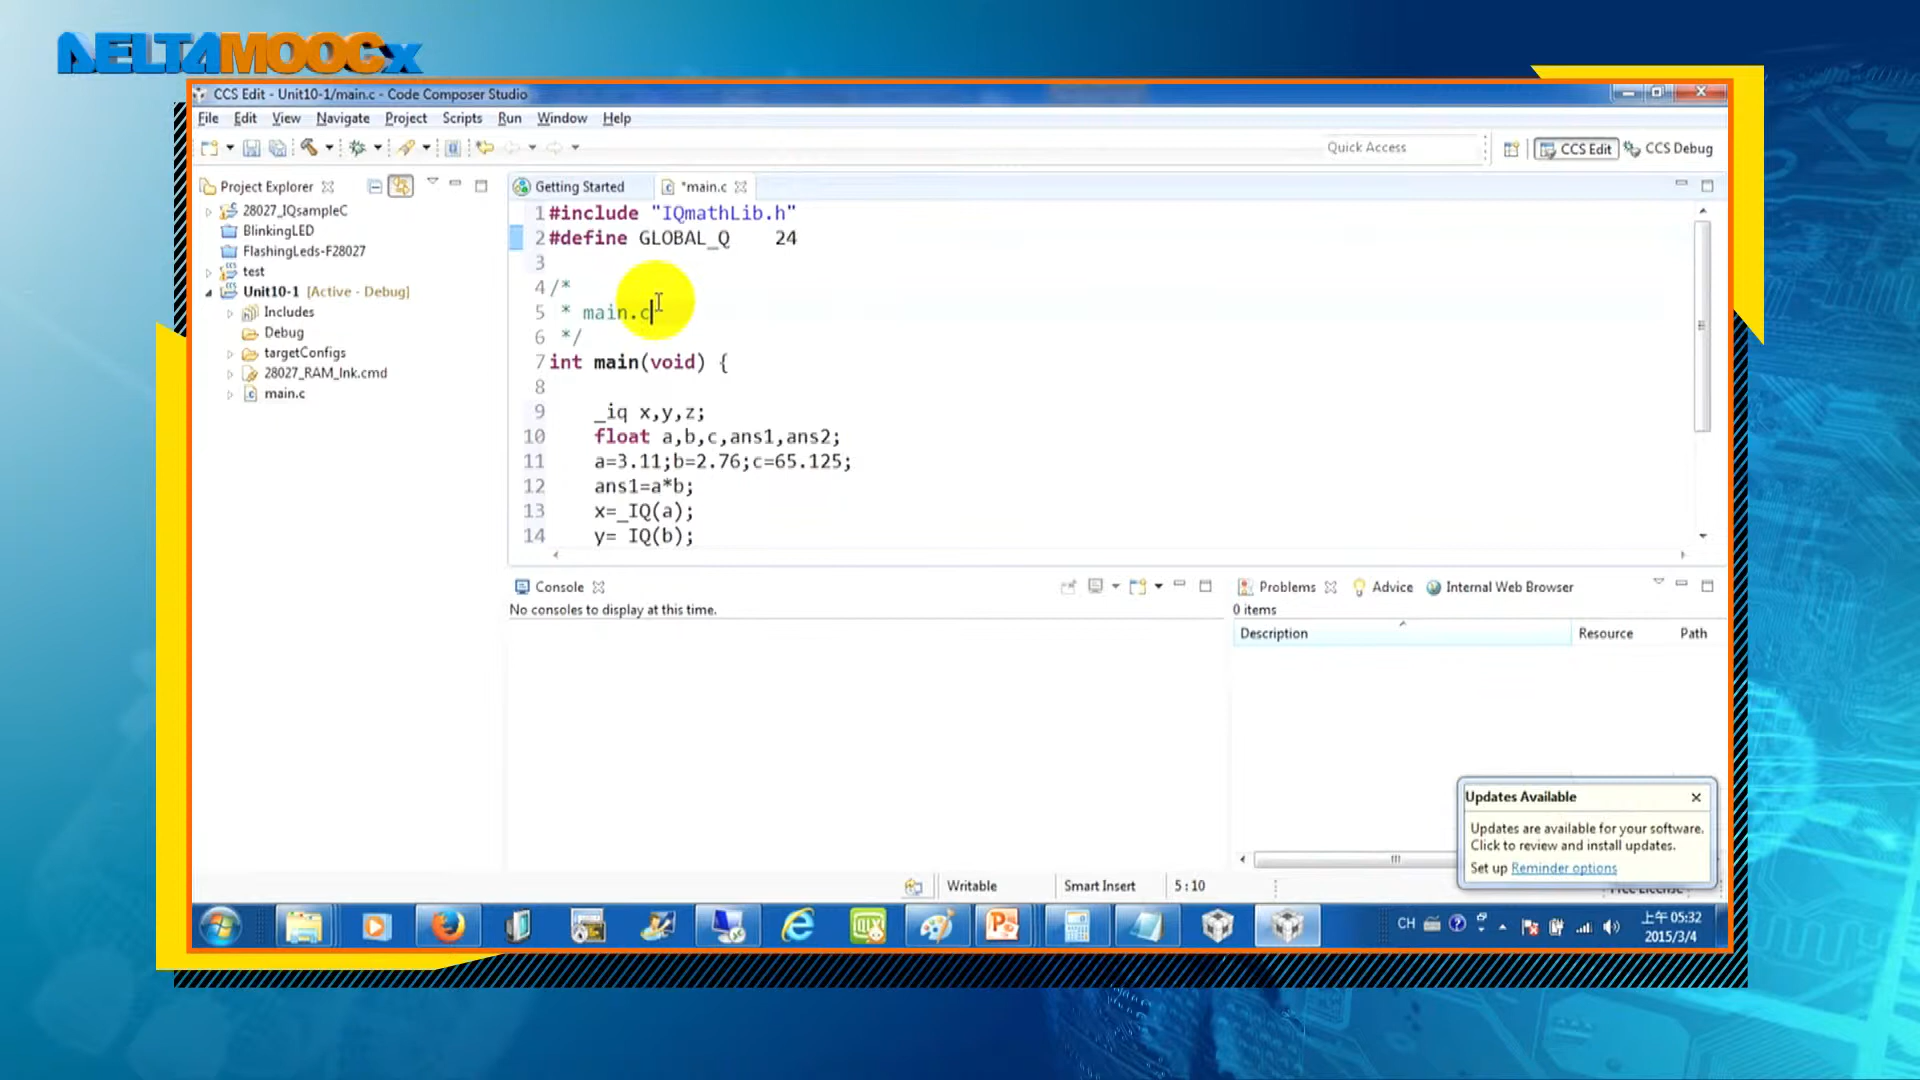 DELTAMOOCx
CCS Edit - Unit10-1/main.c - Code Composer Studio
File Edit View Navigate Project Scripts Run Window Help
Quick Access
CCS Edit
CCS Debug
Project Explorer
28027_IQsampleC
BlinkingLED
FlashingLeds-F28027
test
Unit10-1 [Active - Debug]
Includes
Debug
targetConfigs
28027_RAM_lnk.cmd
main.c
Getting Started
*main.c
1 #include "IQmathLib.h"
2 #define GLOBAL_Q 24
3
4 /*
5 * main.c
6 */
7 int main(void) {
8
9 _iq x,y,z;
10 float a,b,c,ans1,ans2;
11 a=3.11;b=2.76;c=65.125;
12 ans1=a*b;
13 x=_IQ(a);
14 y=_IQ(b);
Console
No consoles to display at this time.
Problems
Advice
Internal Web Browser
0 items
Description Resource Path
Updates Available
Updates are available for your software.
Click to review and install updates.
Set up Reminder options
Writable
Smart Insert
5 : 10
CH
上午 05:32
2015/3/4